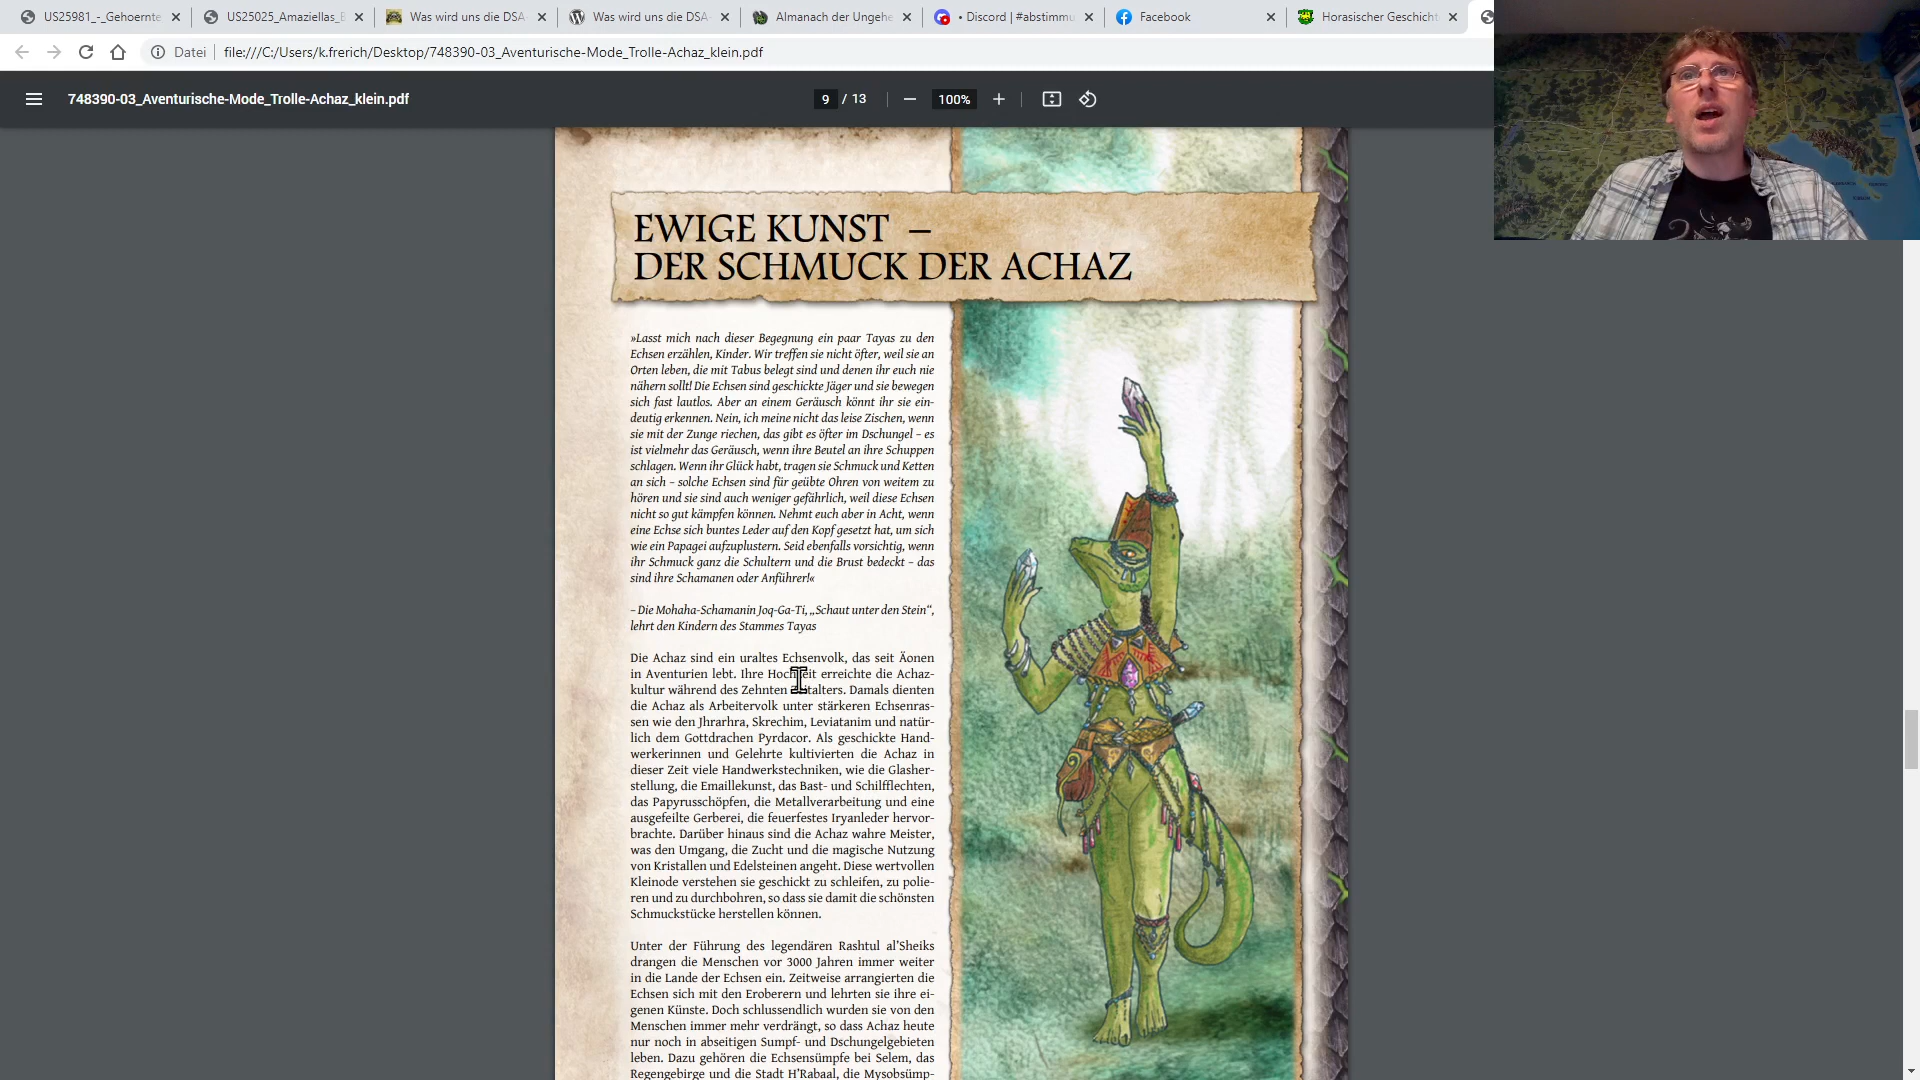 US25981_-_Gehoernte
US25025_Amaziellas_E
Was wird uns die DSA-
Was wird uns die DSA-
Almanach der Ungehe
• Discord | #abstimmu
Facebook
Horasischer Geschicht
Datei
file:///C:/Users/k.frerich/Desktop/748390-03_Aventurische-Mode_Trolle-Achaz_klein.pdf
748390-03_Aventurische-Mode_Trolle-Achaz_klein.pdf
9 / 13
100%
EWIGE KUNST –
DER SCHMUCK DER ACHAZ
»Lasst mich nach dieser Begegnung ein paar Tayas zu den
Echsen erzählen, Kinder. Wir treffen sie nicht öfter, weil sie an
Orten leben, die mit Tabus belegt sind und denen ihr euch nie
nähern sollt! Die Echsen sind geschickte Jäger und sie bewegen
sich fast lautlos. Aber an einem Geräusch könnt ihr sie ein-
deutig erkennen. Nein, ich meine nicht das leise Zischen, wenn
sie mit der Zunge riechen, das gibt es öfter im Dschungel – es
ist vielmehr das Geräusch, wenn ihre Beutel an ihre Schuppen
schlagen. Wenn ihr Glück habt, tragen sie Schmuck und Ketten
an sich – solche Echsen sind für geübte Ohren von weitem zu
hören und sie sind auch weniger gefährlich, weil diese Echsen
nicht so gut kämpfen können. Nehmt euch aber in Acht, wenn
eine Echse sich buntes Leder auf den Kopf gesetzt hat, um sich
wie ein Papagei aufzuplustern. Seid ebenfalls vorsichtig, wenn
ihr Schmuck ganz die Schultern und die Brust bedeckt – das
sind ihre Schamanen oder Anführer!«
– Die Mohaha-Schamanin Joq-Ga-Ti, „Schaut unter den Stein“,
lehrt den Kindern des Stammes Tayas
Die Achaz sind ein uraltes Echsenvolk, das seit Äonen
in Aventurien lebt. Ihre Hochzeit erreichte die Achaz-
kultur während des Zehnten Zeitalters. Damals dienten
die Achaz als Arbeitervolk unter stärkeren Echsenras-
sen wie den Jhrarhra, Skrechim, Leviatanim und natür-
lich dem Gottdrachen Pyrdacor. Als geschickte Hand-
werkerinnen und Gelehrte kultivierten die Achaz in
dieser Zeit viele Handwerkstechniken, wie die Glasher-
stellung, die Emaillekunst, das Bast- und Schilfflechten,
das Papyrusschöpfen, die Metallverarbeitung und eine
ausgefeilte Gerberei, die feuerfestes Iryanleder hervor-
brachte. Darüber hinaus sind die Achaz wahre Meister,
was den Umgang, die Zucht und die magische Nutzung
von Kristallen und Edelsteinen angeht. Diese wertvollen
Kleinode verstehen sie geschickt zu schleifen, zu polie-
ren und zu durchbohren, so dass sie damit die schönsten
Schmuckstücke herstellen können.
Unter der Führung des legendären Rashtul al’Sheiks
drangen die Menschen vor 3000 Jahren immer weiter
in die Lande der Echsen ein. Zeitweise arrangierten die
Echsen sich mit den Eroberern und lehrten sie ihre ei-
genen Künste. Doch schlussendlich wurden sie von den
Menschen immer mehr verdrängt, so dass Achaz heute
nur noch in abseitigen Sumpf- und Dschungelgebieten
leben. Dazu gehören die Echsensümpfe bei Selem, das
Regengebirge und die Stadt H’Rabaal, die Mysobsümp-